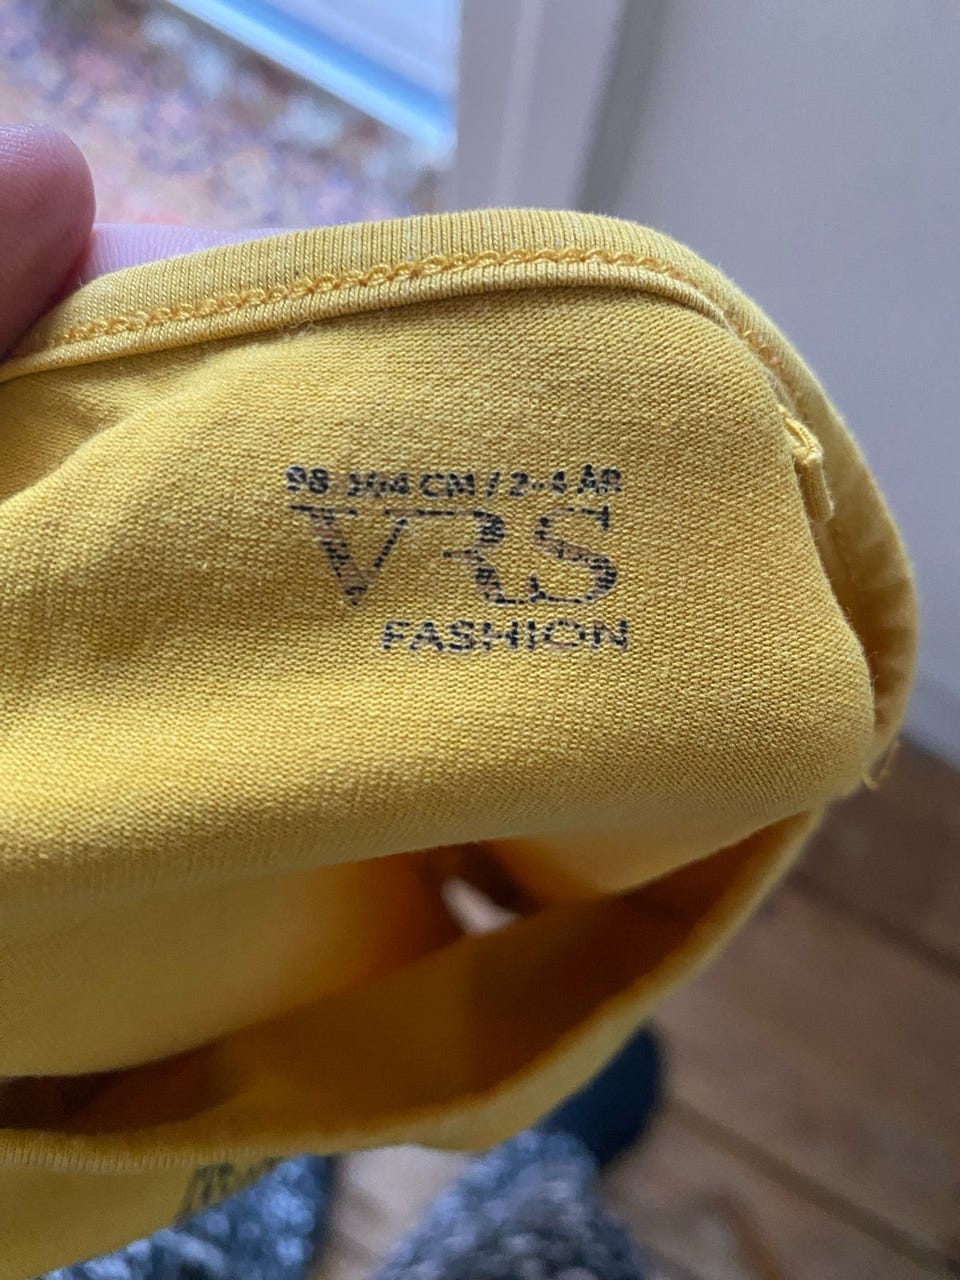 98-104 CM / 2-4 ÅR
VRS
FASHION